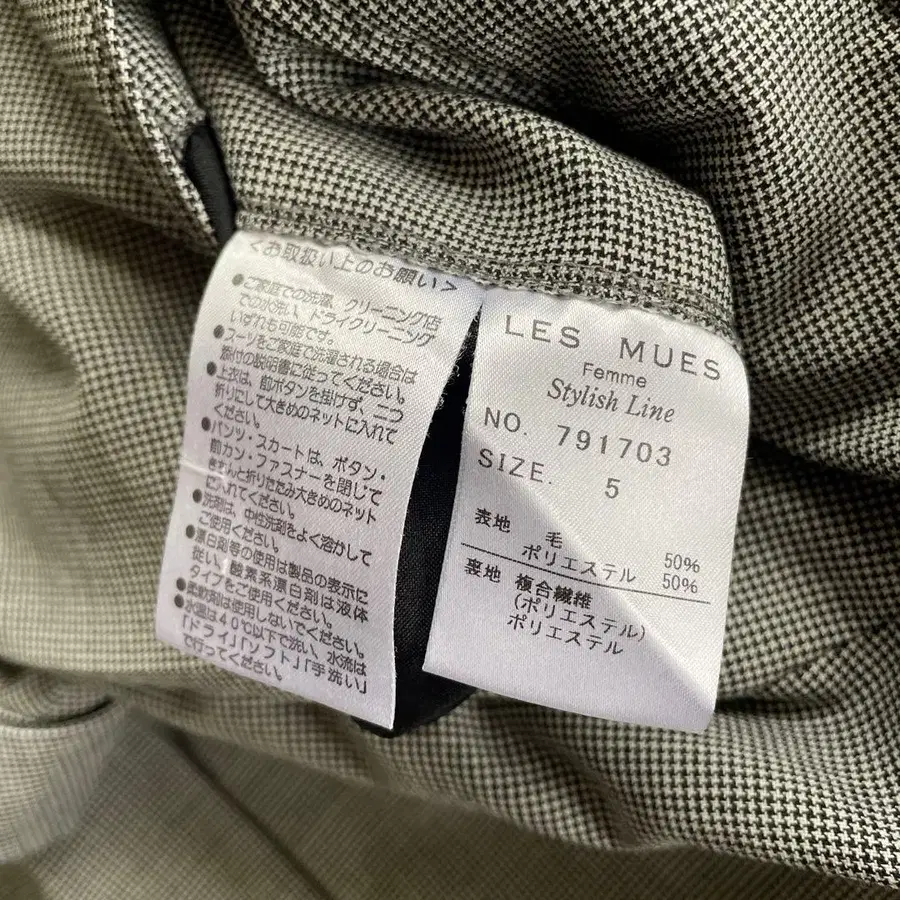 <お取扱い上のお願い>
●ご家庭での洗濯、クリーニング店
での水洗い、ドライクリーニング
いずれも可能です。
●スーツをご家庭で洗濯される場合は
添付の説明書に従ってください。
●上衣は、前ボタンを掛けず、二つ
折りにして大きめのネットに入れて
ください。
●パンツ・スカートは、ボタン・
前カン・ファスナーを閉じて
きちんと折りたたみ大きめのネット
に入れてください。
●洗剤は、中性洗剤をよく溶かして
ご使用ください。
●漂白剤等の使用は製品の表示に
従い、酸素系漂白剤は液体
タイプをご使用ください。
●柔軟剤は使用しないでください。
●水温は40℃以下で洗い、水流は
「ドライ」「ソフト」「手洗い」
で行ってください。
LES MUES
Femme
Stylish Line
NO. 791703
SIZE. 5
表地 毛 50%
ポリエステル 50%
裏地 複合繊維
(ポリエステル)
ポリエステル